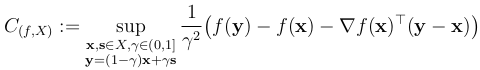 $$C_{(f,X)} := \sup_{\substack{\mathbf{x},\mathbf{s}\in X, \gamma\in(0,1] \\ \mathbf{y}=(1-\gamma)\mathbf{x}+\gamma\mathbf{s}}} \frac{1}{\gamma^2}\big(f(\mathbf{y}) - f(\mathbf{x}) - \nabla f(\mathbf{x})^\top(\mathbf{y}-\mathbf{x})\big)$$